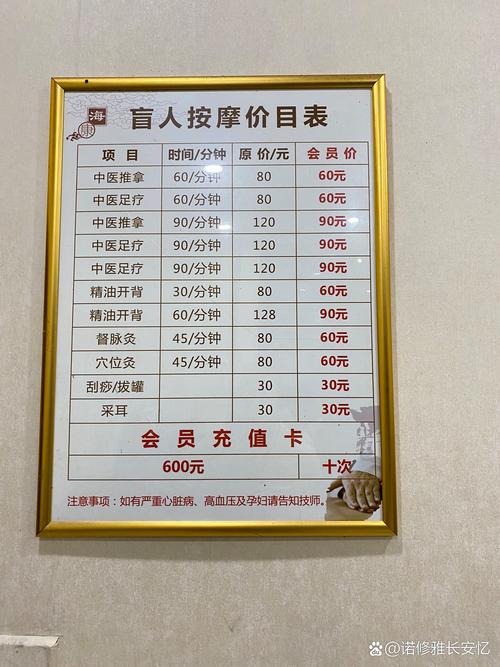 海康
盲人按摩价目表
项 目 时间/分钟 原 价/元 会 员 价
中医推拿 60/分钟 80 60元
中医足疗 60/分钟 80 60元
中医推拿 90/分钟 120 90元
中医足疗 90/分钟 120 90元
中医足疗 90/分钟 120 90元
精油开背 30/分钟 80 60元
精油开背 60/分钟 128 90元
督脉灸 45/分钟 80 60元
穴位灸 45/分钟 80 60元
刮痧/拔罐 30 30元
采耳 30 30元
会 员 充 值 卡
600元 十次
注意事项：如有严重心脏病、高血压及孕妇请告知技师。
@诺修雅长安忆